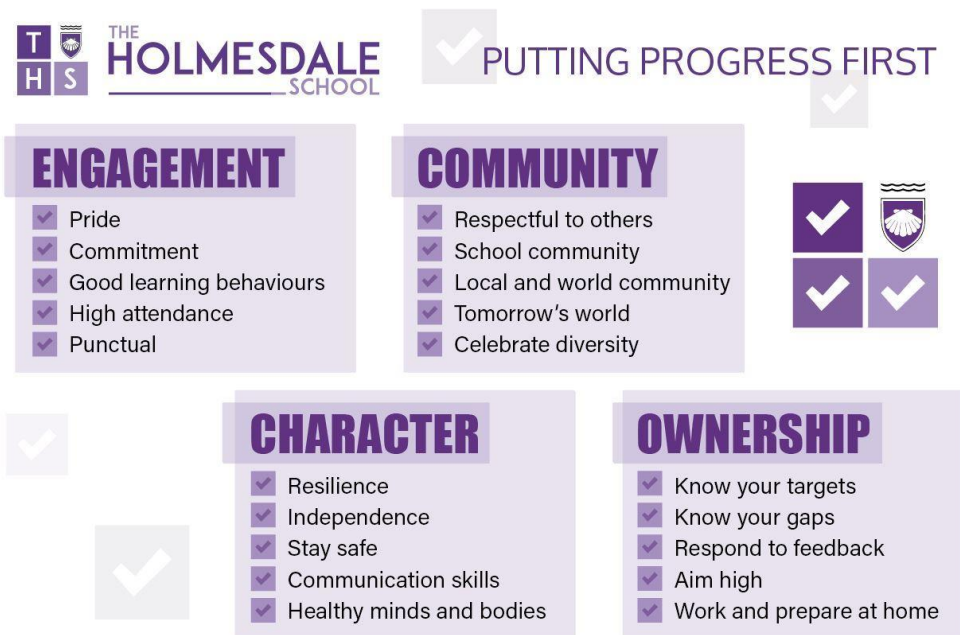 T
H S
THE
HOLMESDALE
SCHOOL
PUTTING PROGRESS FIRST
ENGAGEMENT
Pride
Commitment
Good learning behaviours
High attendance
Punctual
COMMUNITY
Respectful to others
School community
Local and world community
Tomorrow's world
Celebrate diversity
CHARACTER
Resilience
Independence
Stay safe
Communication skills
Healthy minds and bodies
OWNERSHIP
Know your targets
Know your gaps
Respond to feedback
Aim high
Work and prepare at home